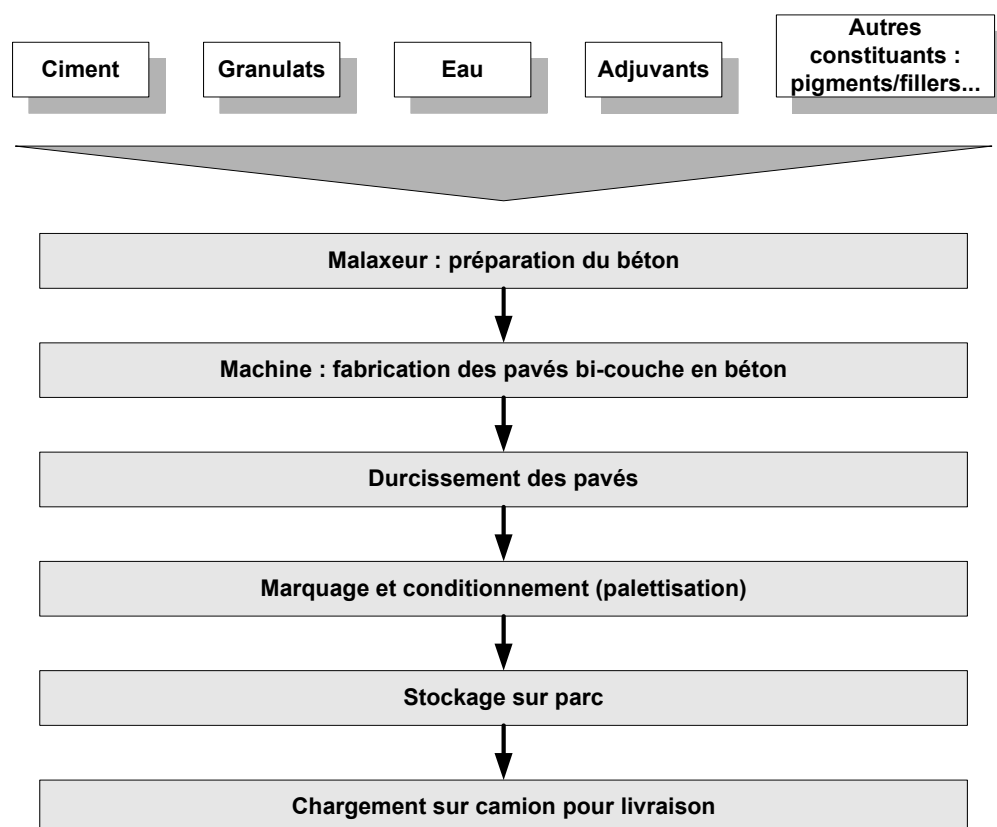 Ciment
Granulats
Eau
Adjuvants
Autres
constituants :
pigments/fillers...
Malaxeur : préparation du béton
Machine : fabrication des pavés bi-couche en béton
Durcissement des pavés
Marquage et conditionnement (palettisation)
Stockage sur parc
Chargement sur camion pour livraison